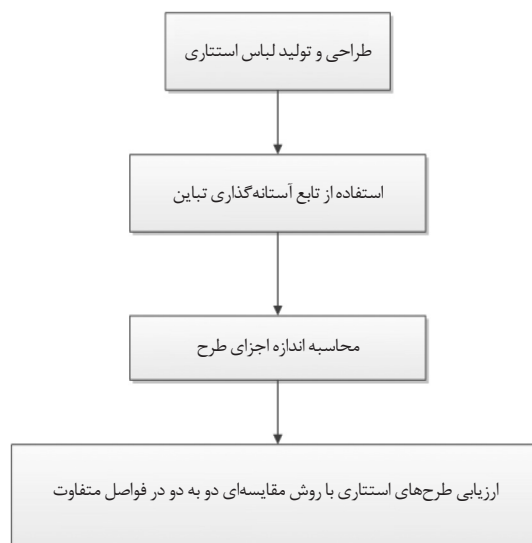 طراحی و تولید لباس استتاری
استفاده از تابع آستانه‌گذاری تباین
محاسبه اندازه اجزای طرح
ارزیابی طرح‌های استتاری با روش مقایسه‌ای دو به دو در فواصل متفاوت